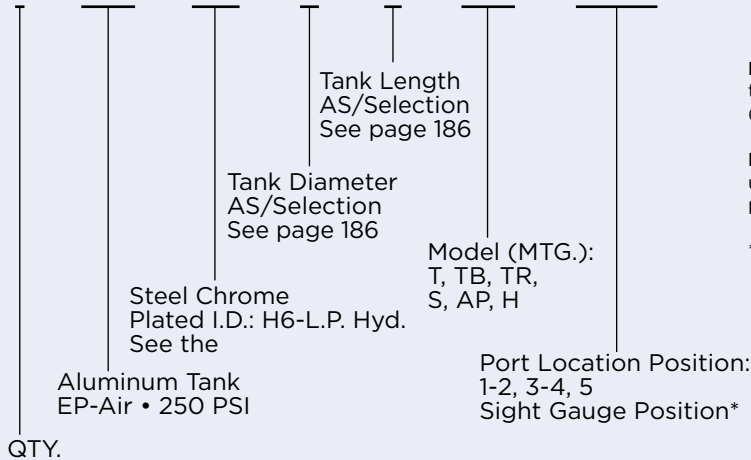 Tank Length
AS/Selection
See page 186
Tank Diameter
AS/Selection
See page 186
Model (MTG.):
T, TB, TR,
S, AP, H
Steel Chrome
Plated I.D.: H6-L.P. Hyd.
See the
Port Location Position:
1-2, 3-4, 5
Sight Gauge Position*
Aluminum Tank
EP-Air • 250 PSI
QTY.